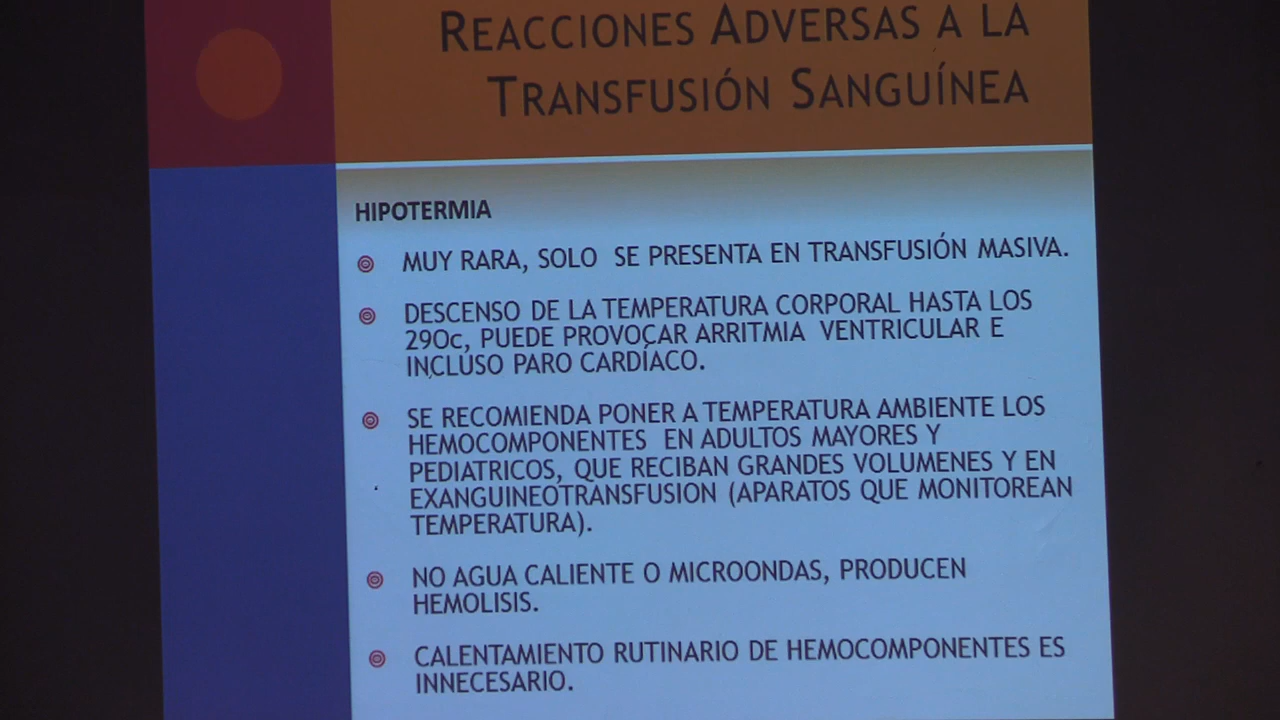 REACCIONES ADVERSAS A LA
TRANSFUSIÓN SANGUÍNEA
HIPOTERMIA
MUY RARA, SOLO SE PRESENTA EN TRANSFUSIÓN MASIVA.
DESCENSO DE LA TEMPERATURA CORPORAL HASTA LOS
29Oc, PUEDE PROVOCAR ARRITMIA VENTRICULAR E
INCLUSO PARO CARDÍACO.
SE RECOMIENDA PONER A TEMPERATURA AMBIENTE LOS
HEMOCOMPONENTES EN ADULTOS MAYORES Y
PEDIATRICOS, QUE RECIBAN GRANDES VOLUMENES Y EN
EXANGUINEOTRANSFUSION (APARATOS QUE MONITOREAN
TEMPERATURA).
NO AGUA CALIENTE O MICROONDAS, PRODUCEN
HEMOLISIS.
CALENTAMIENTO RUTINARIO DE HEMOCOMPONENTES ES
INNECESARIO.